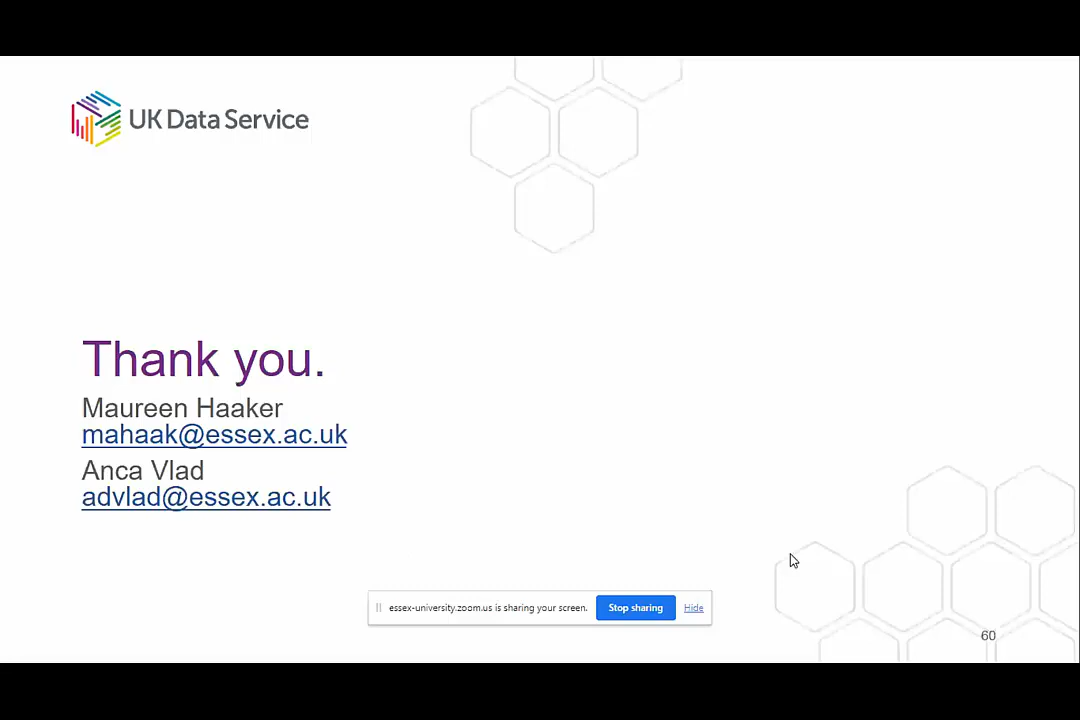 UK Data Service
Thank you.
Maureen Haaker
mahaak@essex.ac.uk
Anca Vlad
advlad@essex.ac.uk
essex-university.zoom.us is sharing your screen. Stop sharing Hide
60